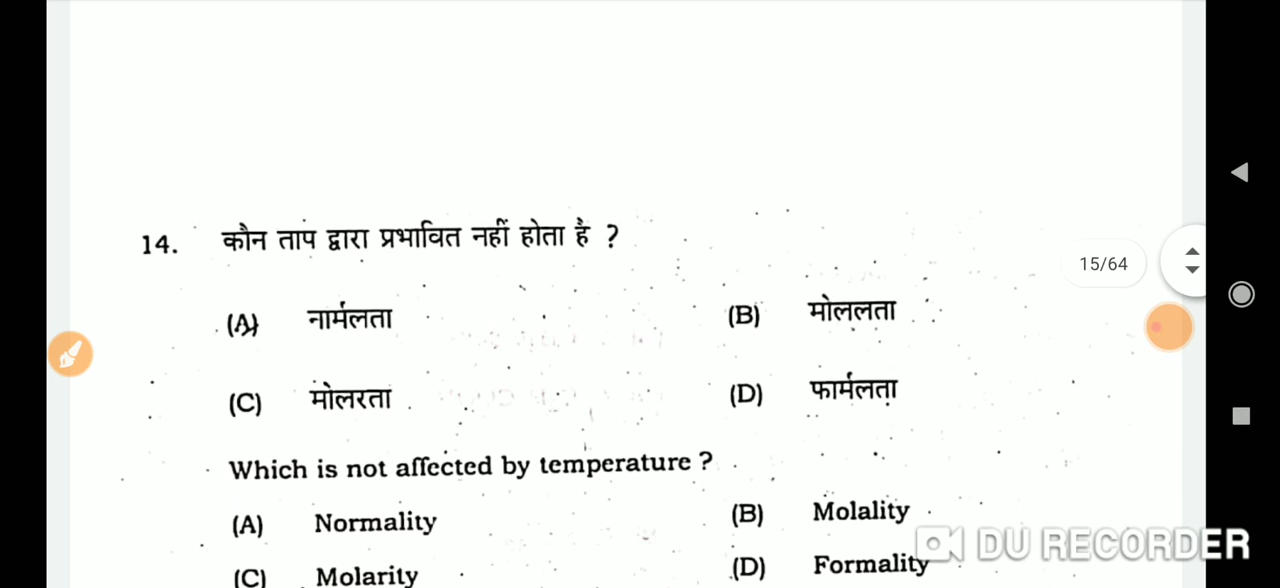 14. कौन ताप द्वारा प्रभावित नहीं होता है ?
15/64
(A) नार्मलता (B) मोललता
(C) मोलरता (D) फार्मलता
Which is not affected by temperature ?
(A) Normality (B) Molality
(C) Molarity (D) Formality
DU RECORDER